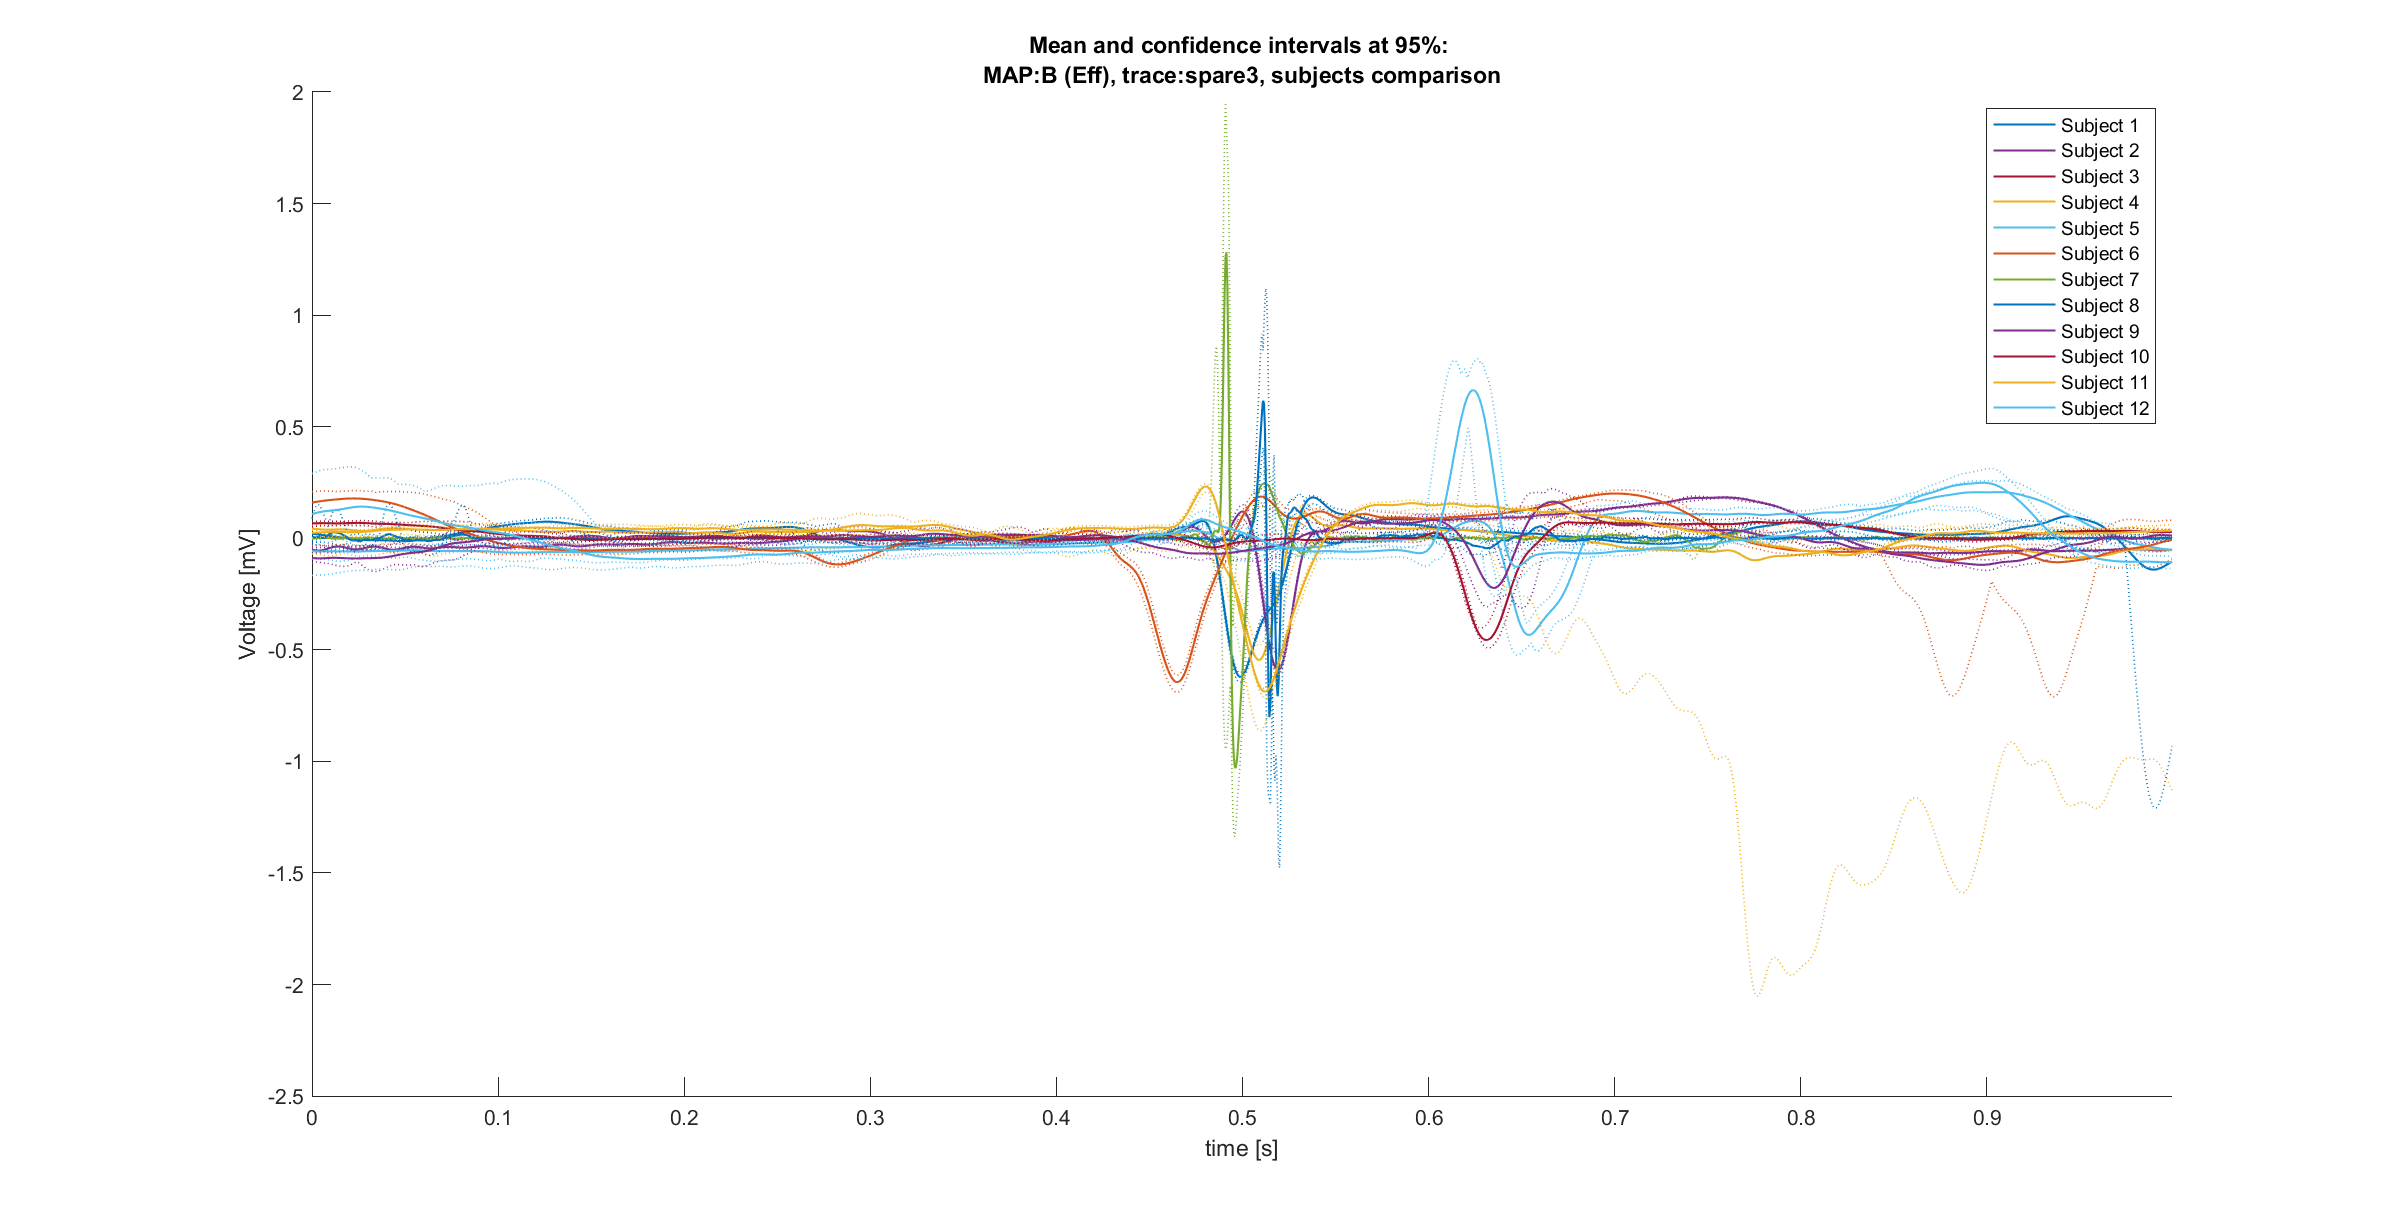 Mean and confidence intervals at 95%:
MAP:B (Eff), trace:spare3, subjects comparison
2
1.5
1
0.5
0
-0.5
-1
-1.5
-2
-2.5
Voltage [mV]
Subject 1
Subject 2
Subject 3
Subject 4
Subject 5
Subject 6
Subject 7
Subject 8
Subject 9
Subject 10
Subject 11
Subject 12
0 0.1 0.2 0.3 0.4 0.5 0.6 0.7 0.8 0.9
time [s]